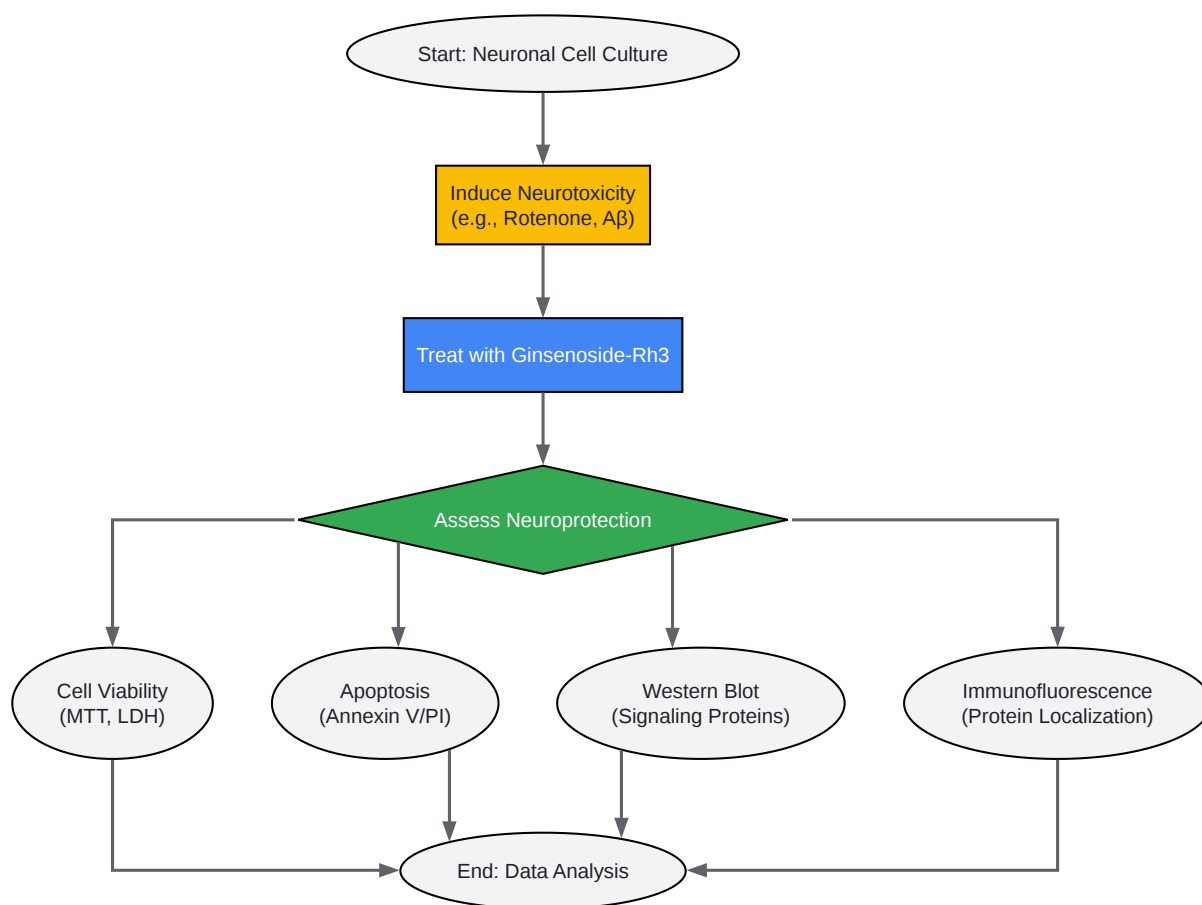 Start: Neuronal Cell Culture
Induce Neurotoxicity
(e.g., Rotenone, Aβ)
Treat with Ginsenoside-Rh3
Assess Neuroprotection
Cell Viability
(MTT, LDH)
Apoptosis
(Annexin V/PI)
Western Blot
(Signaling Proteins)
Immunofluorescence
(Protein Localization)
End: Data Analysis